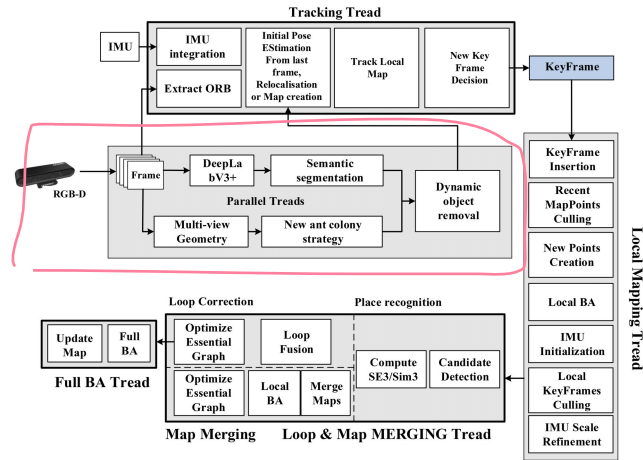 Tracking Tread
IMU
IMU
integration
Extract ORB
Initial Pose
EStimation
From last
frame,
Relocalisation
or Map creation
Track Local
Map
New Key
Frame
Decision
KeyFrame
RGB-D
Frame
DeepLa
bV3+
Semantic
segmentation
Parallel Treads
Multi-view
Geometry
New ant colony
strategy
Dynamic
object
removal
KeyFrame
Insertion
Recent
MapPoints
Culling
New Points
Creation
Local BA
IMU
Initialization
Local
KeyFrames
Culling
IMU Scale
Refinement
Local Mapping Tread
Loop Correction
Place recognition
Update
Map
Full
BA
Full BA Tread
Optimize
Essential
Graph
Loop
Fusion
Optimize
Essential
Graph
Local
BA
Merge
Maps
Compute
SE3/Sim3
Candidate
Detection
Map Merging
Loop & Map MERGING Tread